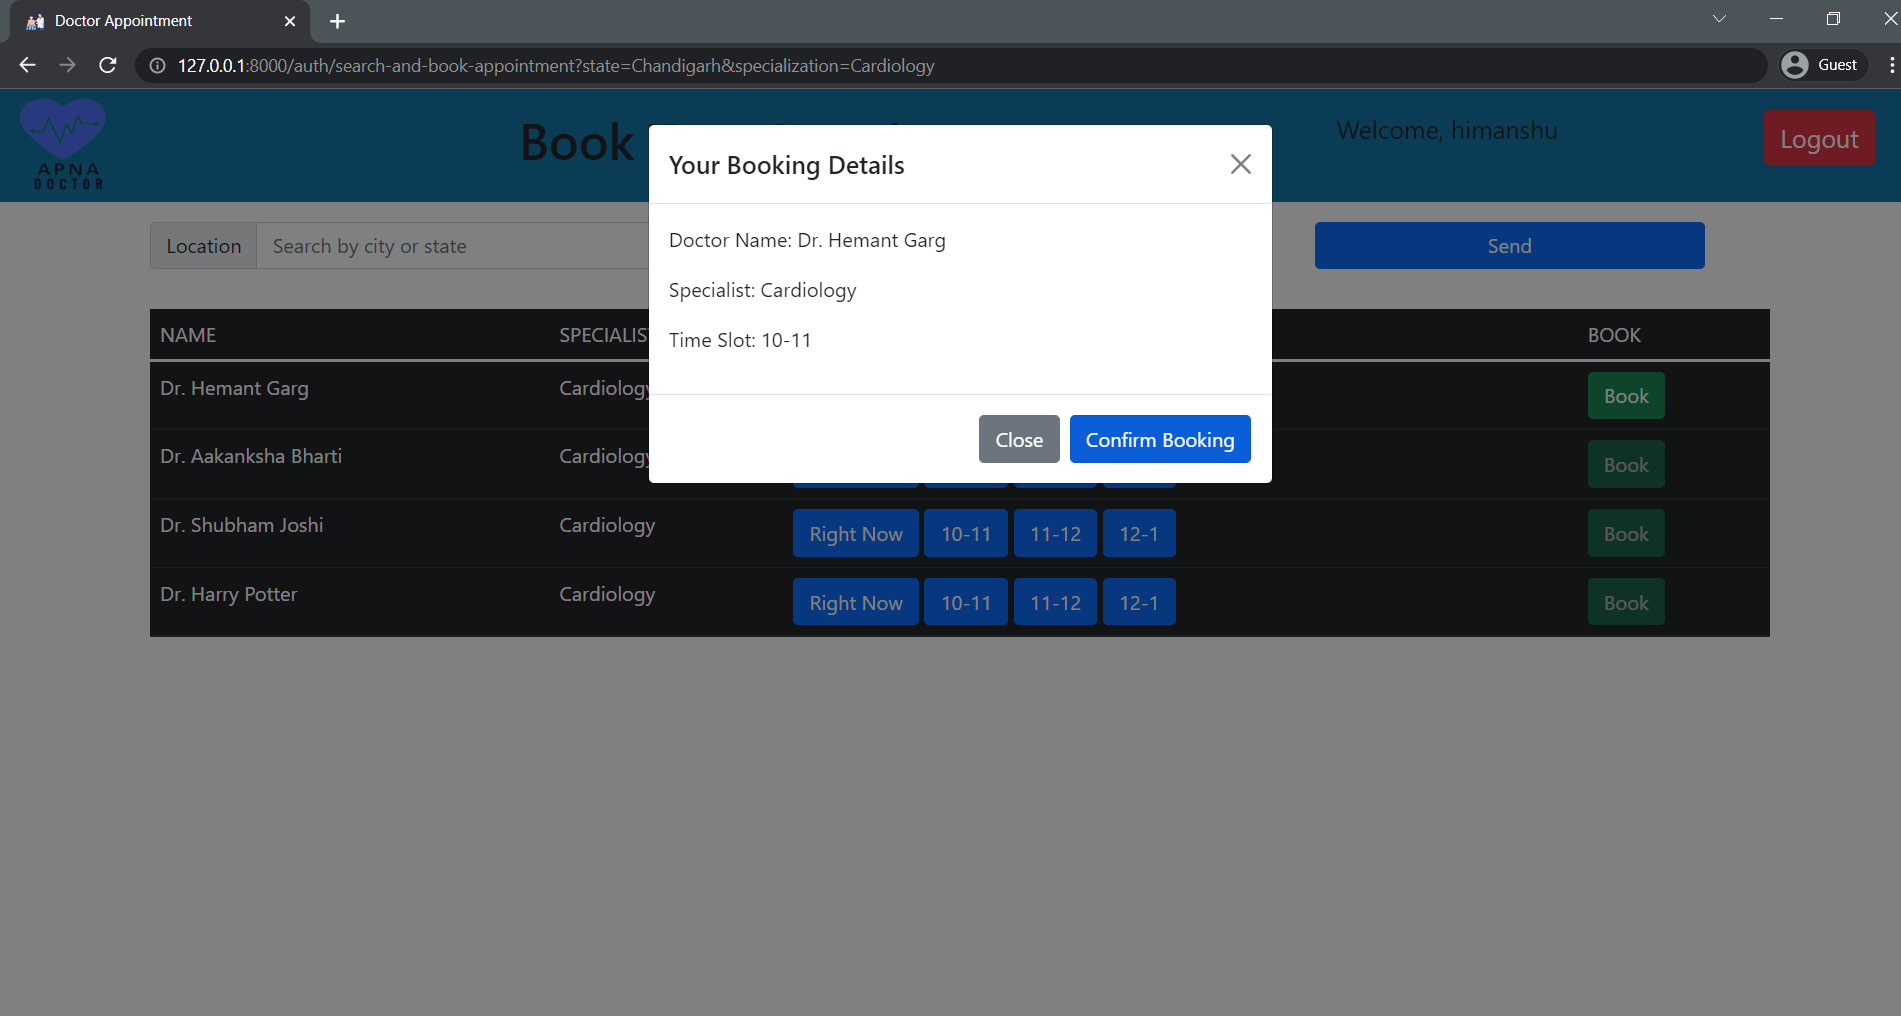 Doctor Appointment
127.0.0.1:8000/auth/search-and-book-appointment?state=Chandigarh&specialization=Cardiology
Guest
APNA
DOCTOR
Book
Welcome, himanshu
Logout
Your Booking Details
Doctor Name: Dr. Hemant Garg
Specialist: Cardiology
Time Slot: 10-11
Close Confirm Booking
Location Search by city or state
Send
NAME SPECIALIST BOOK
Dr. Hemant Garg Cardiology Book
Dr. Aakanksha Bharti Cardiology Book
Dr. Shubham Joshi Cardiology Right Now 10-11 11-12 12-1 Book
Dr. Harry Potter Cardiology Right Now 10-11 11-12 12-1 Book